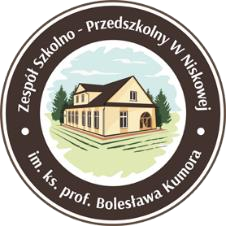 Zespół Szkolno - Przedszkolny W Niskowej
im. ks. prof. Bolesława Kumora